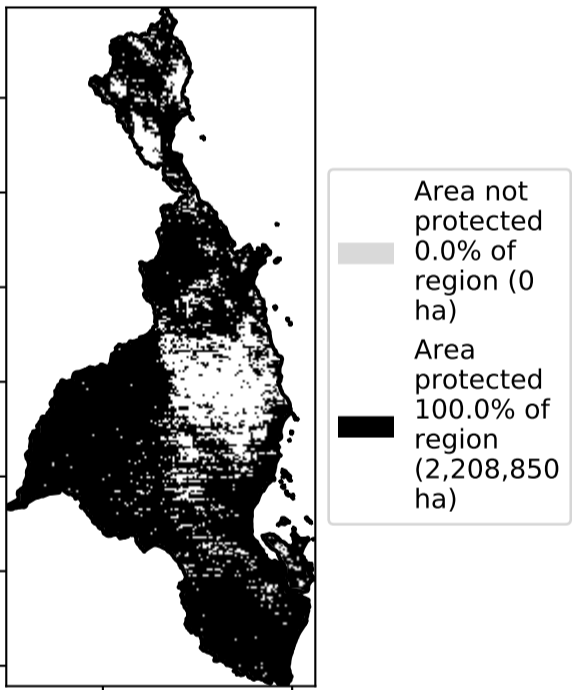 Area not
protected
0.0% of
region (0
ha)
Area
protected
100.0% of
region
(2,208,850
ha)